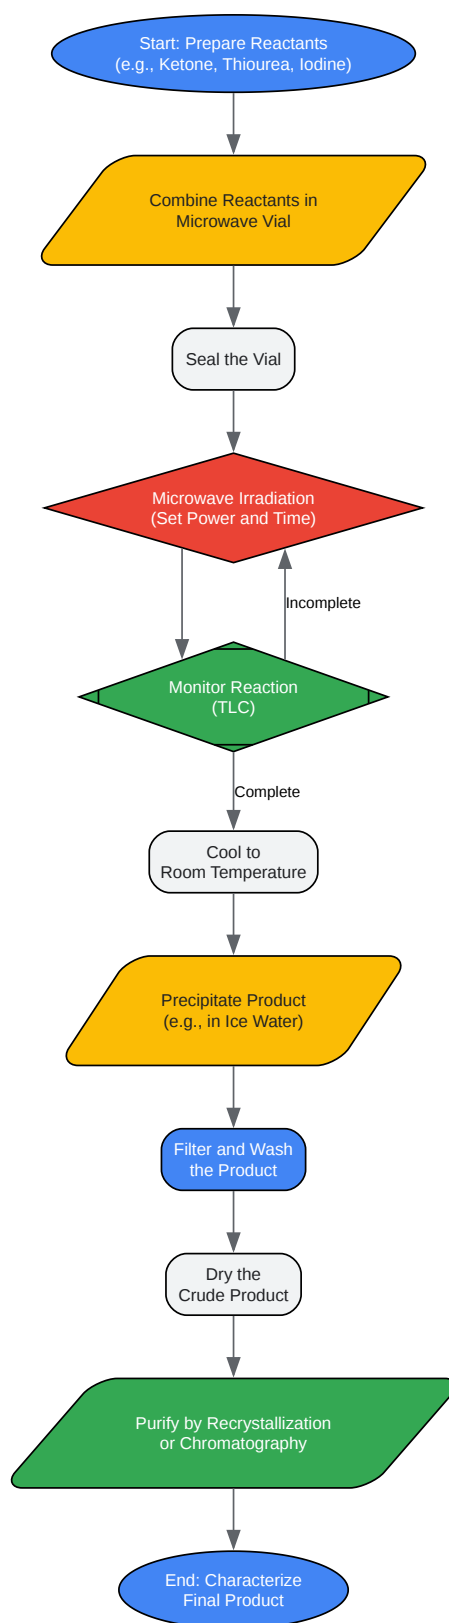 Start: Prepare Reactants
(e.g., Ketone, Thiourea, Iodine)
Combine Reactants in
Microwave Vial
Seal the Vial
Microwave Irradiation
(Set Power and Time)
Incomplete
Monitor Reaction
(TLC)
Complete
Cool to
Room Temperature
Precipitate Product
(e.g., in Ice Water)
Filter and Wash
the Product
Dry the
Crude Product
Purify by Recrystallization
or Chromatography
End: Characterize
Final Product